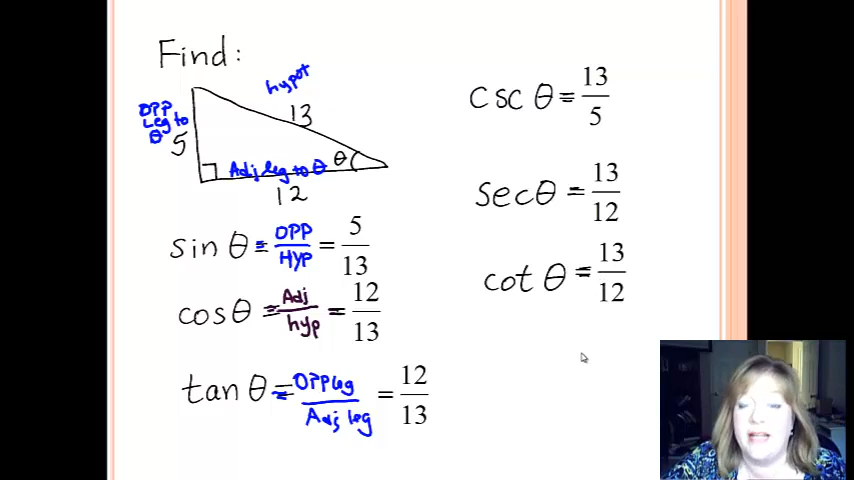 Find:
hypot
13
OPP
Leg to
θ
5
Adj leg to θ
θ
12
sin θ = OPP/HYP = 5/13
cos θ = Adj/hyp = 12/13
tan θ = OPP leg/Adj leg = 12/13
csc θ = 13/5
sec θ = 13/12
cot θ = 13/12